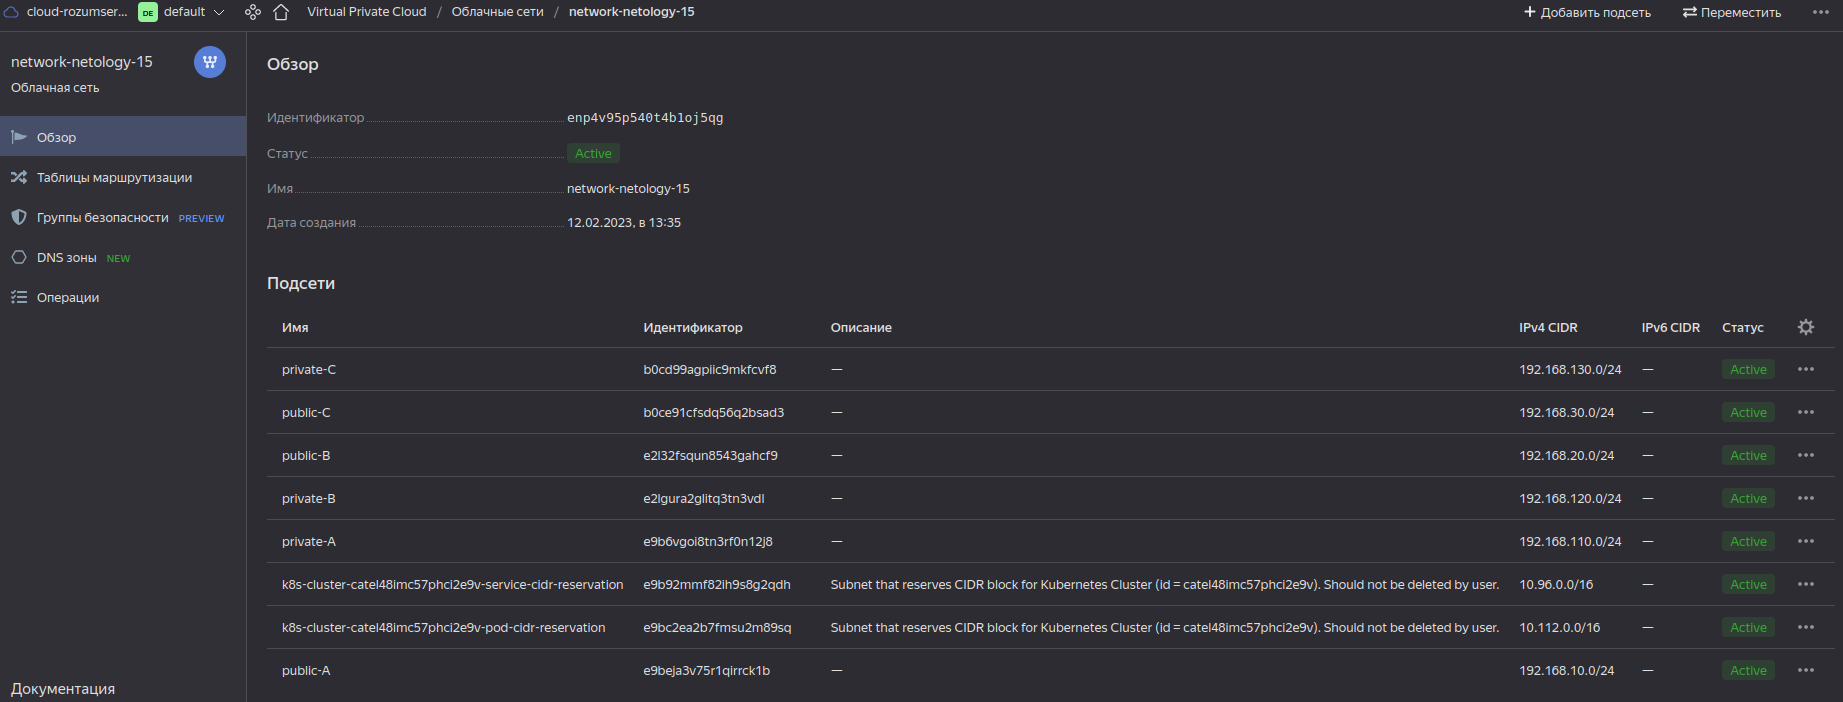 cloud-rozumser... DE default Virtual Private Cloud / Облачные сети / network-netology-15 Добавить подсеть Переместить
network-netology-15
Облачная сеть
Обзор
Таблицы маршрутизации
Группы безопасности PREVIEW
DNS зоны NEW
Операции
Документация
Обзор
Идентификатор enp4v95p540t4b1oj5qg
Статус Active
Имя network-netology-15
Дата создания 12.02.2023, в 13:35
Подсети
Имя Идентификатор Описание IPv4 CIDR IPv6 CIDR Статус
private-C b0cd99agpiic9mkfcvf8 — 192.168.130.0/24 — Active
public-C b0ce91cfsdq56q2bsad3 — 192.168.30.0/24 — Active
public-B e2l32fsqun8543gahcf9 — 192.168.20.0/24 — Active
private-B e2lgura2glitq3tn3vdl — 192.168.120.0/24 — Active
private-A e9b6vgoi8tn3rf0n12j8 — 192.168.110.0/24 — Active
k8s-cluster-catel48imc57phci2e9v-service-cidr-reservation e9b92mmf82ih9s8g2qdh Subnet that reserves CIDR block for Kubernetes Cluster (id = catel48imc57phci2e9v). Should not be deleted by user. 10.96.0.0/16 — Active
k8s-cluster-catel48imc57phci2e9v-pod-cidr-reservation e9bc2ea2b7fmsu2m89sq Subnet that reserves CIDR block for Kubernetes Cluster (id = catel48imc57phci2e9v). Should not be deleted by user. 10.112.0.0/16 — Active
public-A e9beja3v75r1qirrck1b — 192.168.10.0/24 — Active